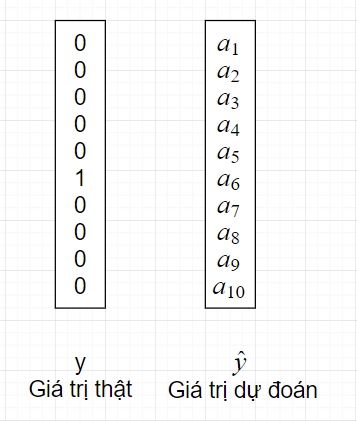 0 a₁
0 a₂
0 a₃
0 a₄
0 a₅
1 a₆
0 a₇
0 a₈
0 a₉
0 a₁₀
y ŷ
Giá trị thật Giá trị dự đoán